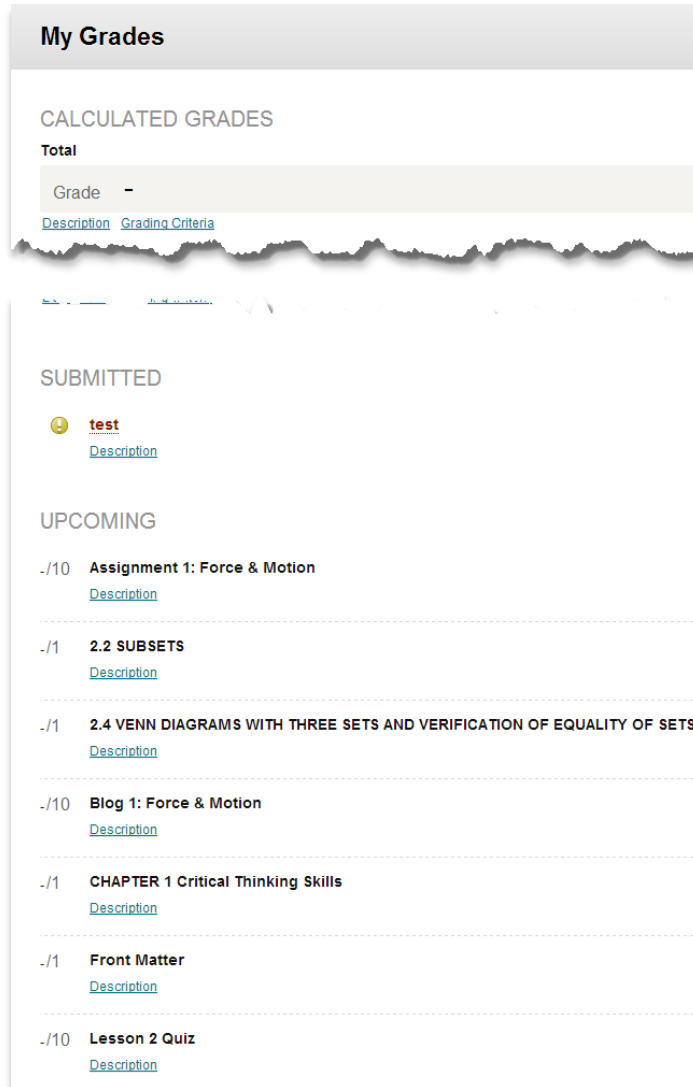 My Grades
CALCULATED GRADES
Total
Grade -
Description Grading Criteria
SUBMITTED
test
Description
UPCOMING
-/10 Assignment 1: Force & Motion
Description
-/1 2.2 SUBSETS
Description
-/1 2.4 VENN DIAGRAMS WITH THREE SETS AND VERIFICATION OF EQUALITY OF SETS
Description
-/10 Blog 1: Force & Motion
Description
-/1 CHAPTER 1 Critical Thinking Skills
Description
-/1 Front Matter
Description
-/10 Lesson 2 Quiz
Description